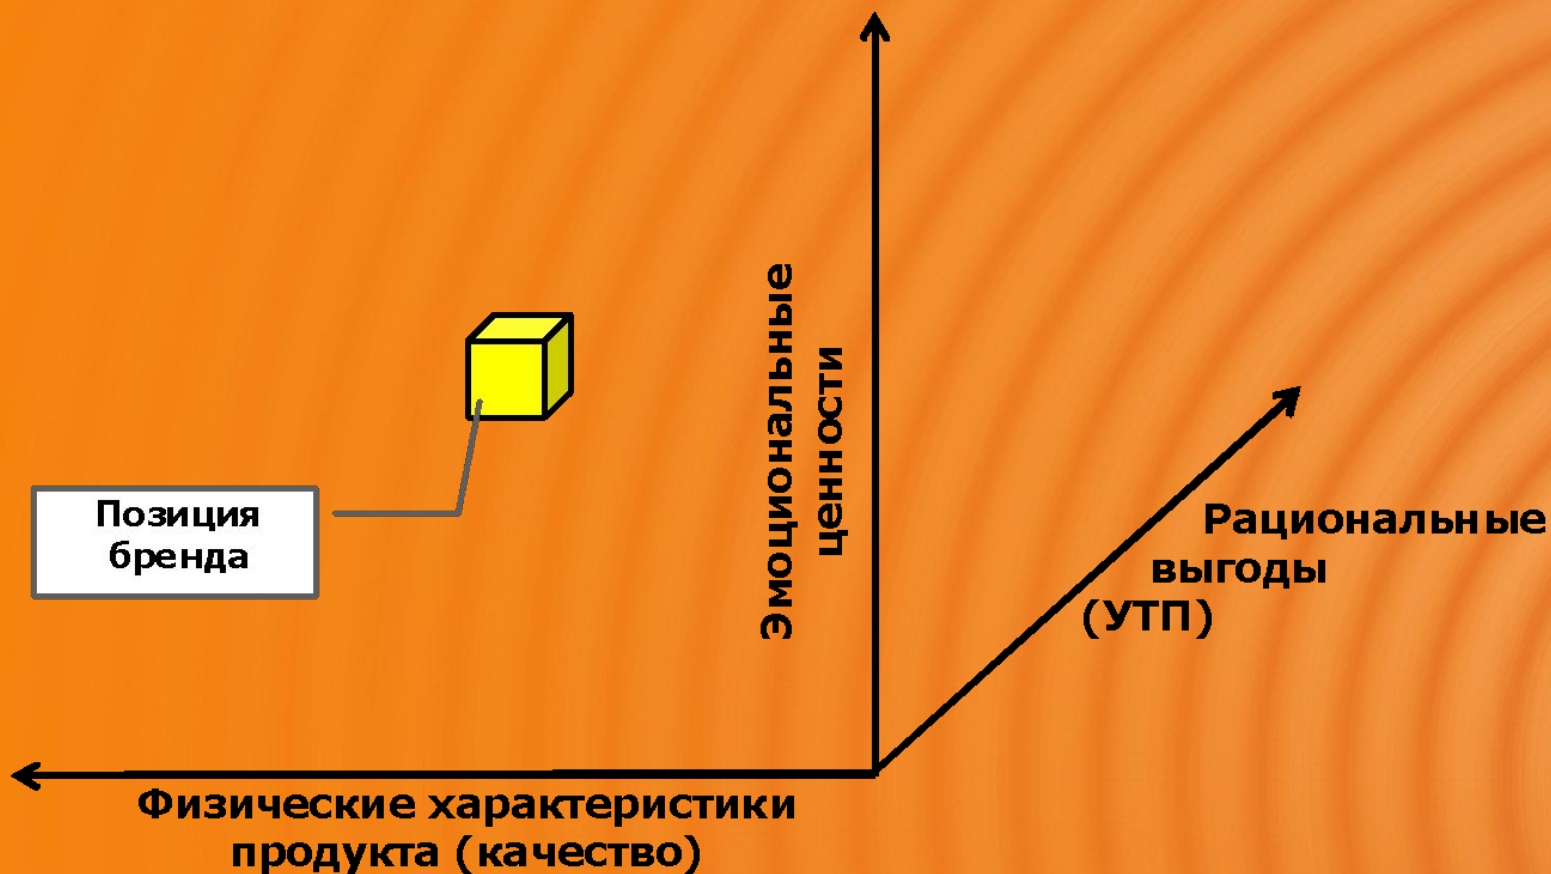 Эмоциональные
ценности
Позиция
бренда
Рациональные
выгоды
(УТП)
Физические характеристики
продукта (качество)